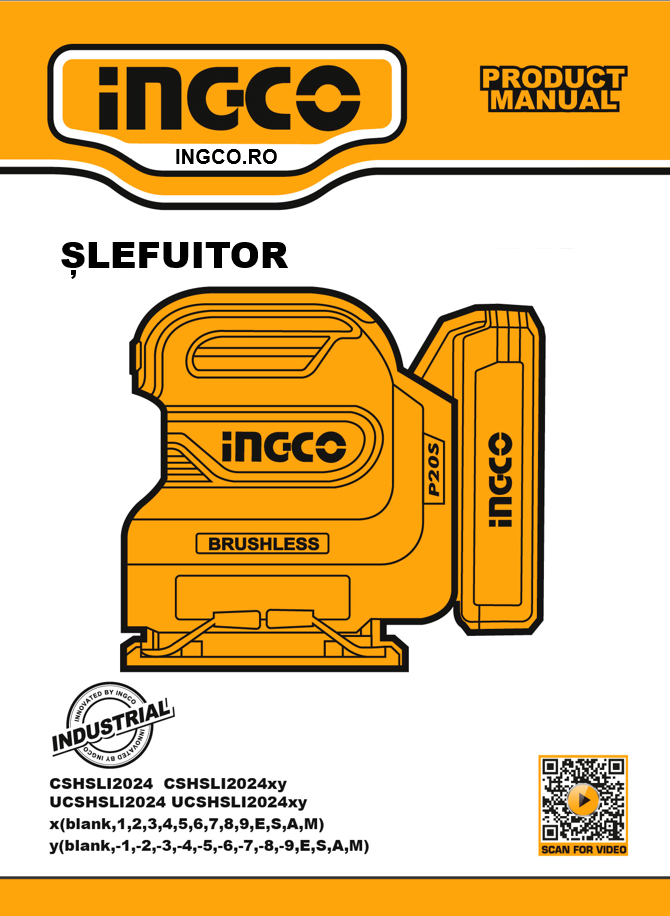 INGCO
INGCO.RO
PRODUCT
MANUAL
ȘLEFUITOR
INGCO
P20S
INGCO
BRUSHLESS
INNOVATED BY INGCO
INDUSTRIAL
INNOVATED BY INGCO
CSHSLI2024 CSHSLI2024xy
UCSHSLI2024 UCSHSLI2024xy
x(blank,1,2,3,4,5,6,7,8,9,E,S,A,M)
y(blank,-1,-2,-3,-4,-5,-6,-7,-8,-9,E,S,A,M)
SCAN FOR VIDEO